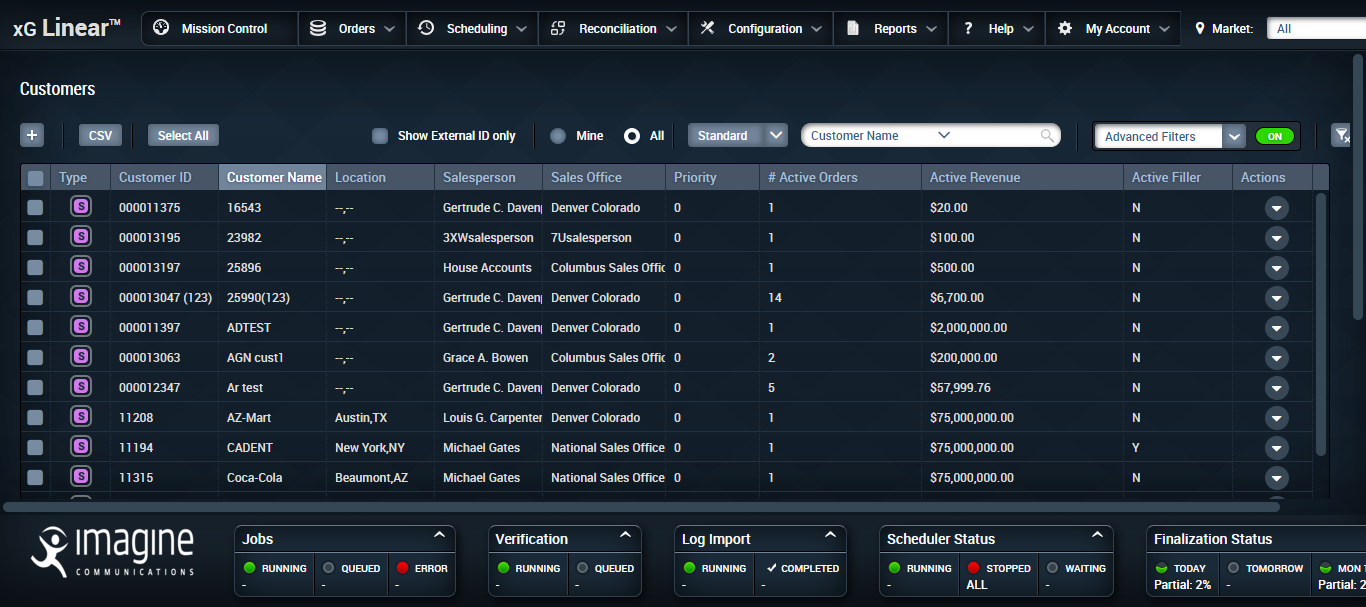 xG Linear™ Mission Control Orders Scheduling Reconciliation Configuration Reports ? Help My Account Market: All
Customers
+ CSV Select All Show External ID only Mine All Standard Customer Name Advanced Filters ON
Type Customer ID Customer Name Location Salesperson Sales Office Priority # Active Orders Active Revenue Active Filler Actions
S 000011375 16543 --,-- Gertrude C. Daven Denver Colorado 0 1 $20.00 N
S 000013195 23982 --,-- 3XWsalesperson 7Usalesperson 0 1 $100.00 N
S 000013197 25896 --,-- House Accounts Columbus Sales Offic 0 1 $500.00 N
S 000013047 (123) 25990(123) --,-- Gertrude C. Daven Denver Colorado 0 14 $6,700.00 N
S 000011397 ADTEST --,-- Gertrude C. Daven Denver Colorado 0 1 $2,000,000.00 N
S 000013063 AGN cust1 --,-- Grace A. Bowen Columbus Sales Offic 0 2 $200,000.00 N
S 000012347 Ar test --,-- Gertrude C. Daven Denver Colorado 0 5 $57,999.76 N
S 11208 AZ-Mart Austin,TX Louis G. Carpenter Denver Colorado 0 1 $75,000,000.00 N
S 11194 CADENT New York,NY Michael Gates National Sales Office 0 1 $75,000,000.00 Y
S 11315 Coca-Cola Beaumont,AZ Michael Gates National Sales Office 0 1 $75,000,000.00 N
imagine
COMMUNICATIONS
Jobs
RUNNING QUEUED ERROR
- - -
Verification
RUNNING QUEUED
- -
Log Import
RUNNING COMPLETED
- -
Scheduler Status
RUNNING STOPPED WAITING
- ALL -
Finalization Status
TODAY TOMORROW MON
Partial: 2% - Partial: 2